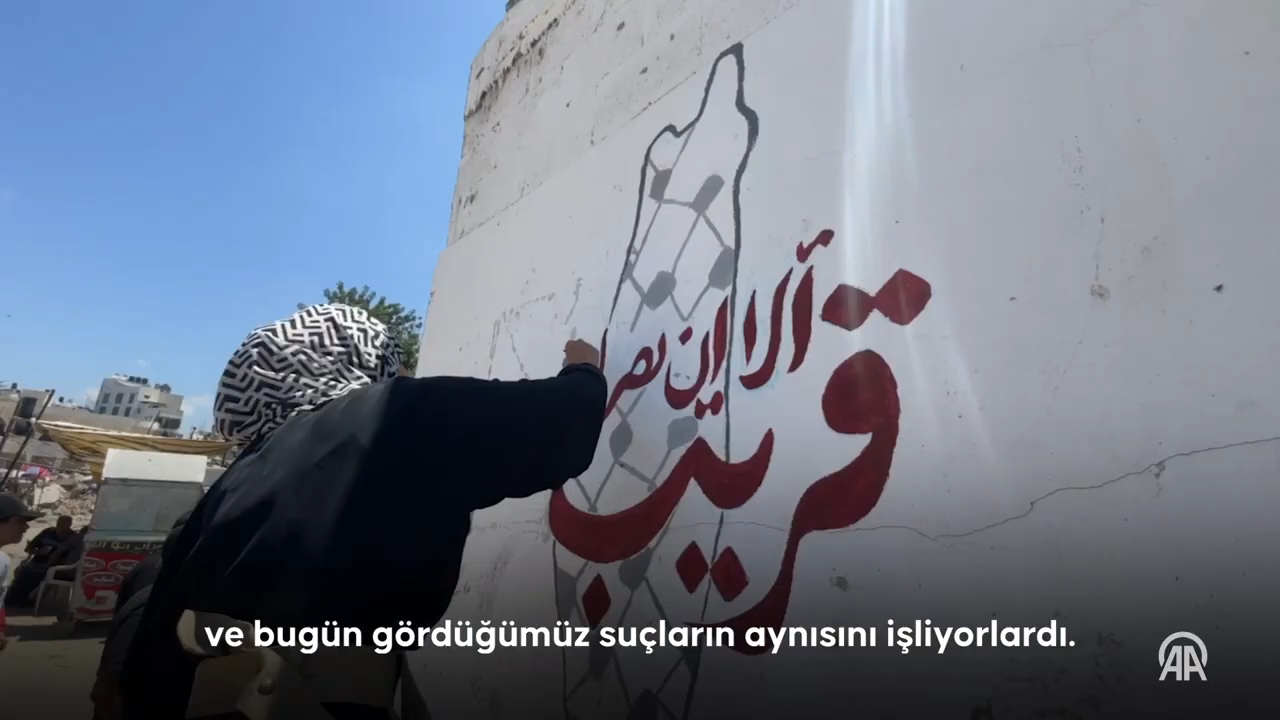 ألا إن نصر
قريب
ve bugün gördüğümüz suçların aynısını işliyorlardı.
AA